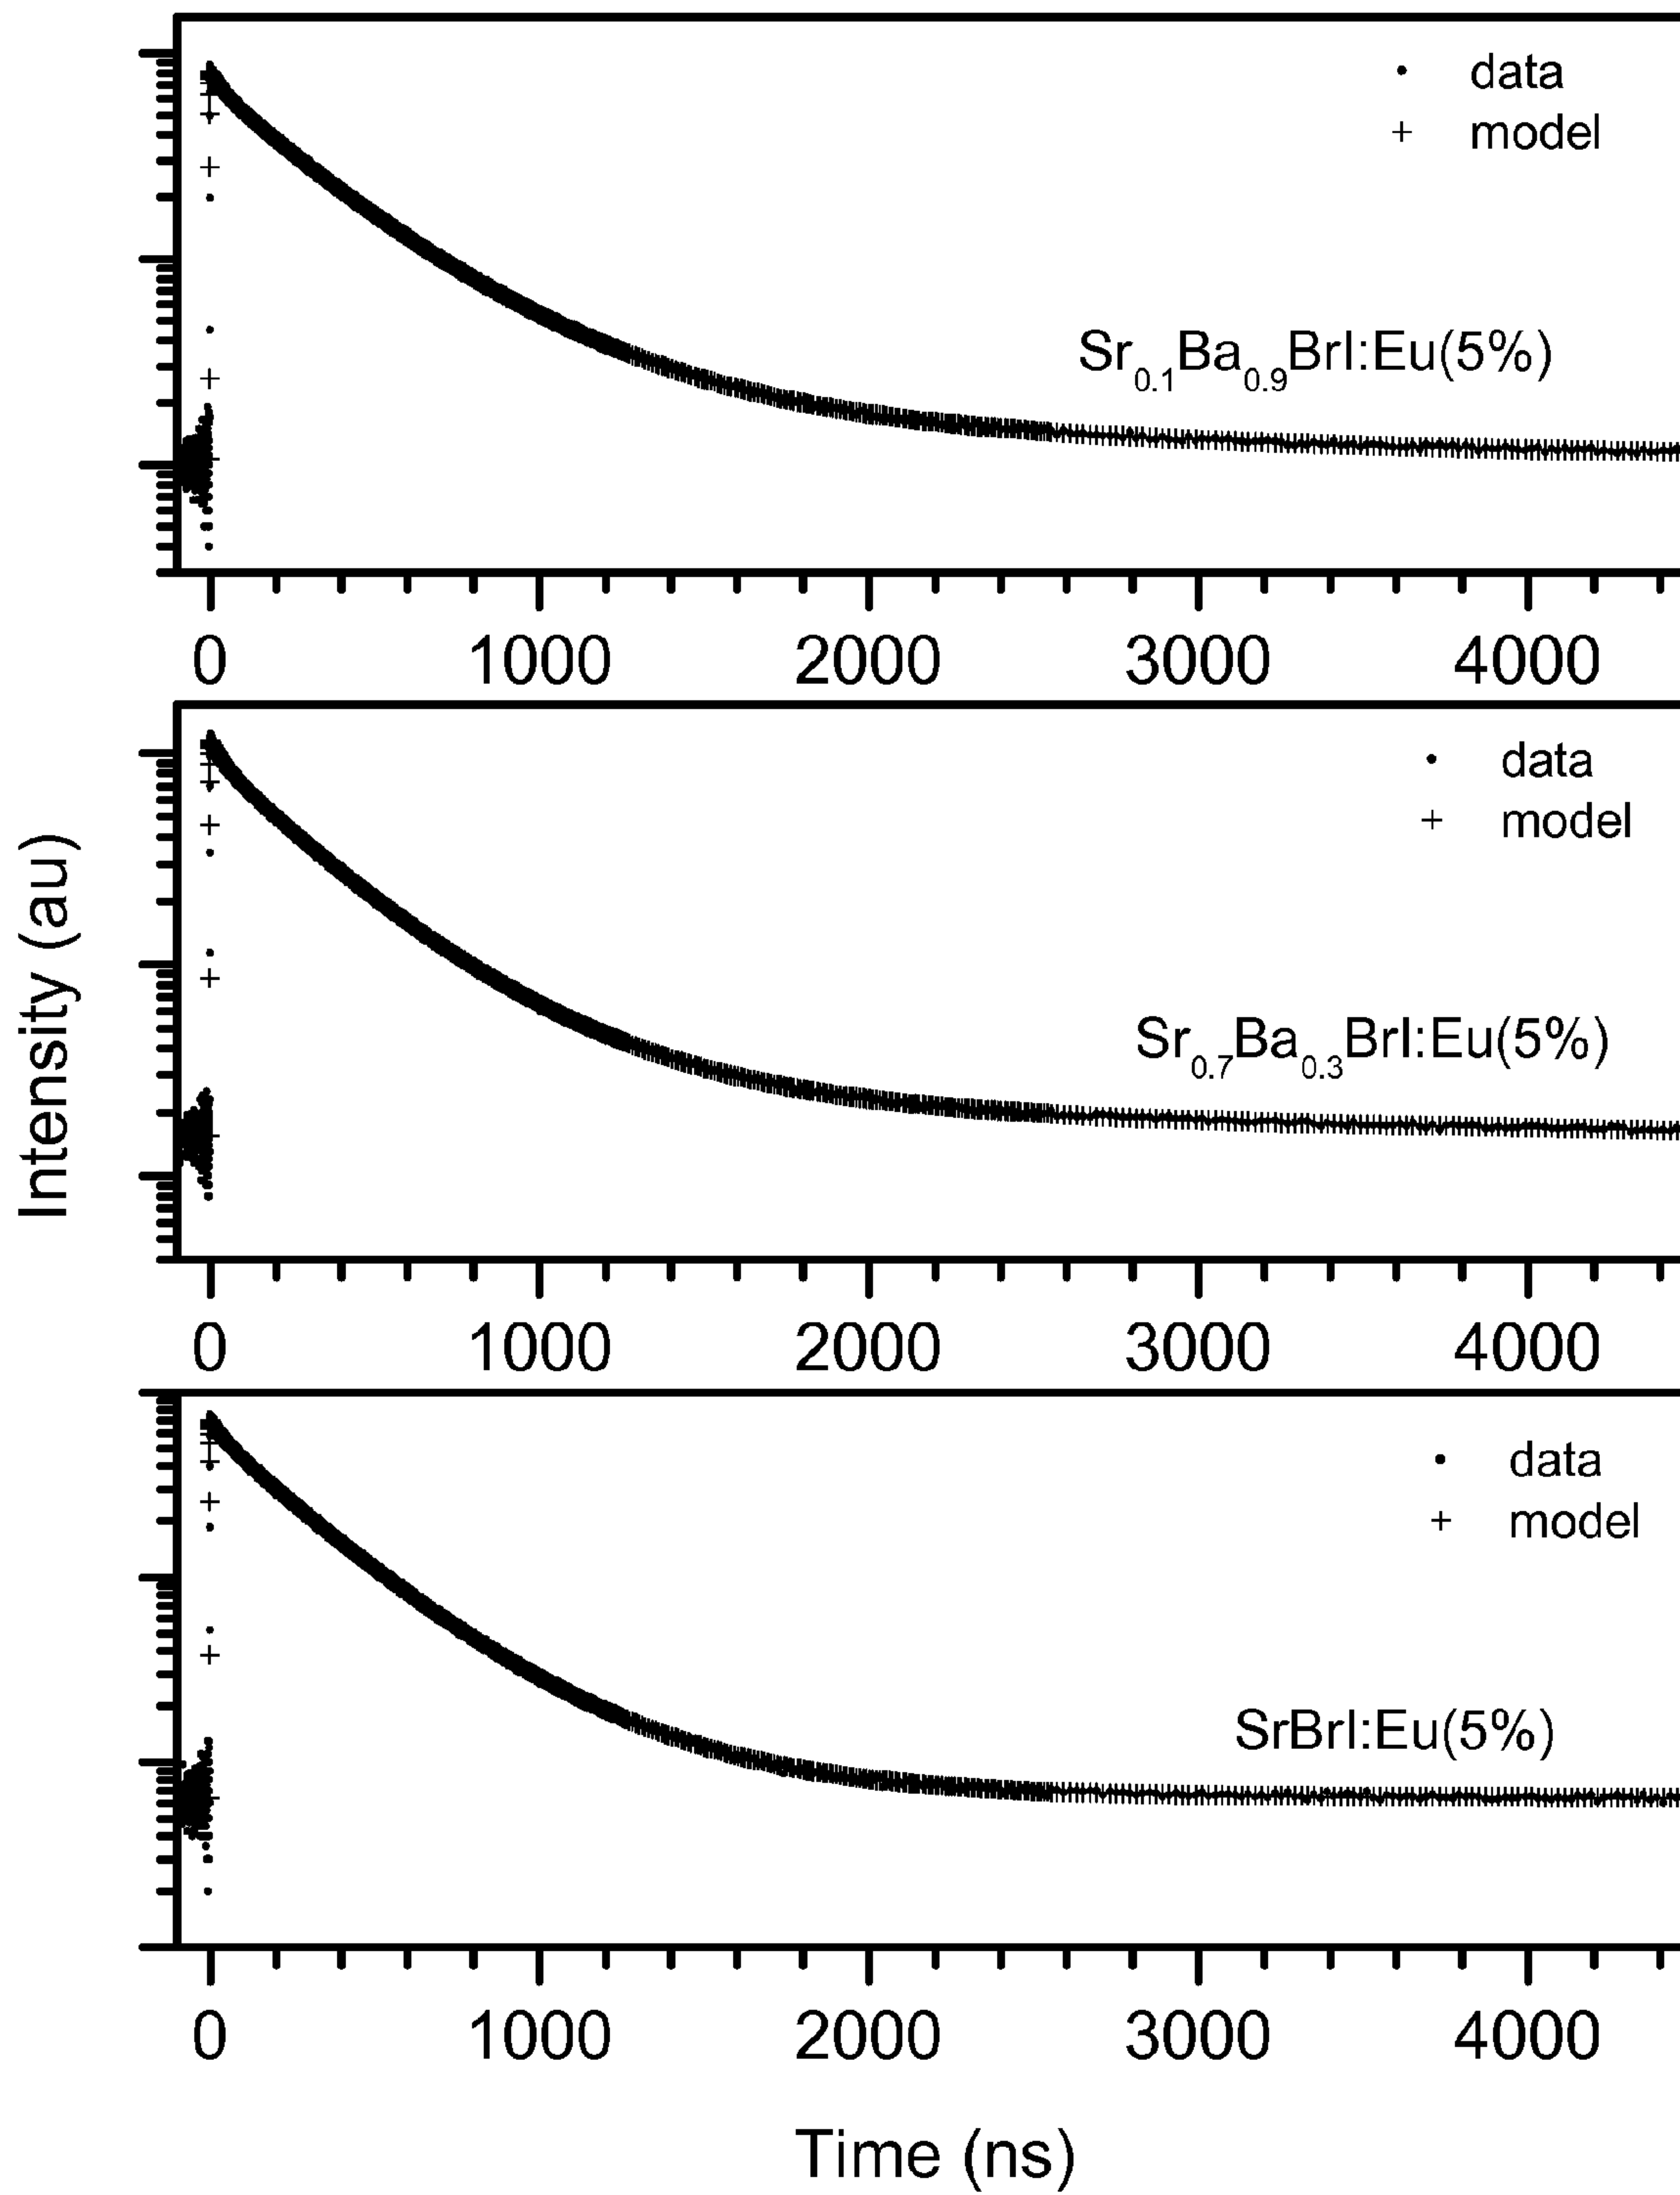 • data
+ model
Sr0.1Ba0.9BrI:Eu(5%)
0 1000 2000 3000 4000
• data
+ model
Sr0.7Ba0.3BrI:Eu(5%)
0 1000 2000 3000 4000
Intensity (au)
• data
+ model
SrBrI:Eu(5%)
0 1000 2000 3000 4000
Time (ns)